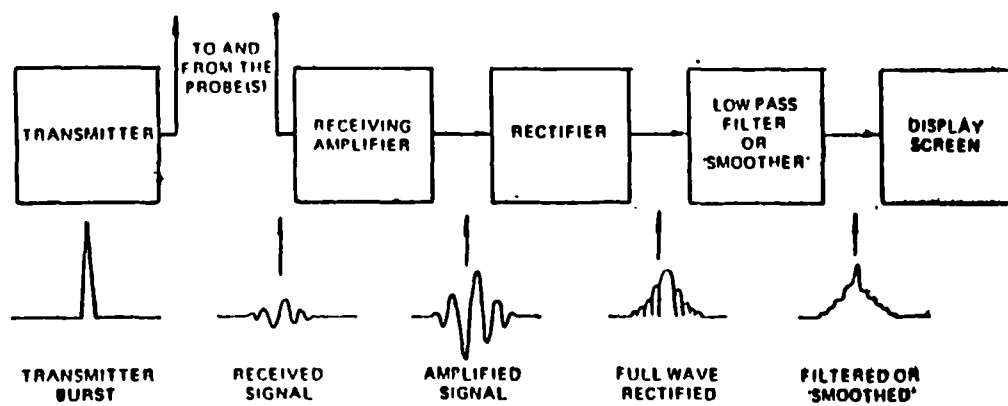 TO AND
FROM THE
PROBE(S)
TRANSMITTER
RECEIVING
AMPLIFIER
RECTIFIER
LOW PASS
FILTER
OR
'SMOOTHER'
DISPLAY
SCREEN
TRANSMITTER
BURST
RECEIVED
SIGNAL
AMPLIFIED
SIGNAL
FULL WAVE
RECTIFIED
FILTERED OR
'SMOOTHED'